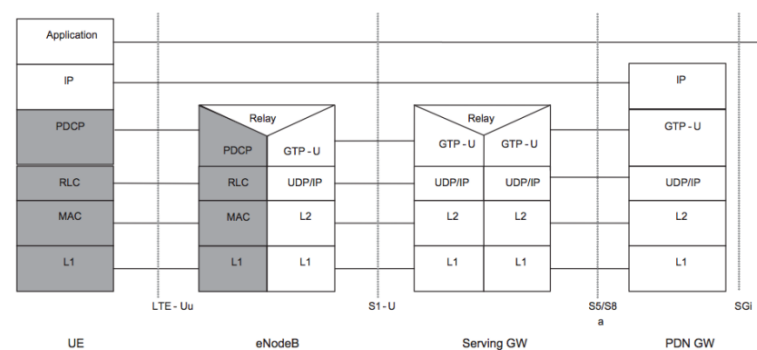 Application
IP IP
Relay Relay
PDCP PDCP GTP - U GTP - U GTP - U GTP - U
RLC RLC UDP/IP UDP/IP UDP/IP UDP/IP
MAC MAC L2 L2 L2 L2
L1 L1 L1 L1 L1 L1
LTE - Uu S1 - U S5/S8 SGi
a
UE eNodeB Serving GW PDN GW